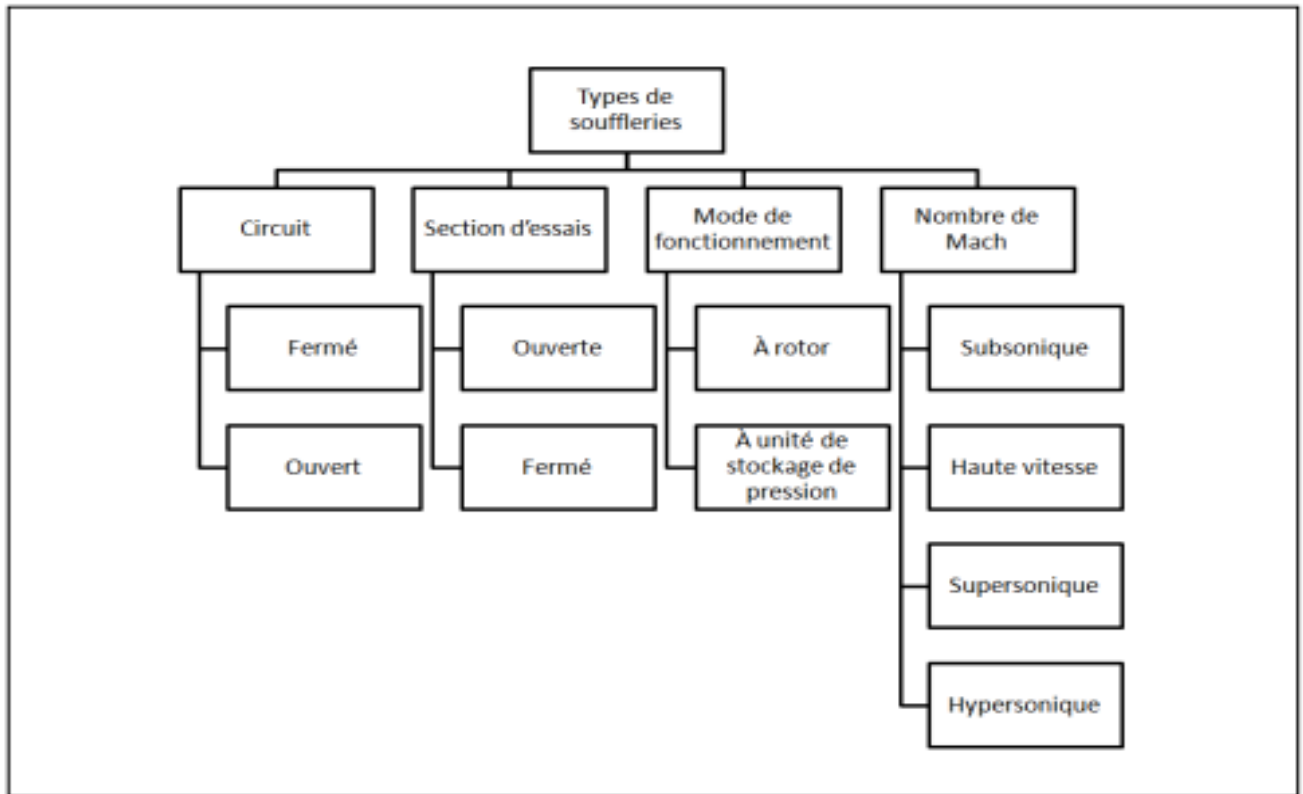 Types de
souffleries
Circuit
Section d'essais
Mode de
fonctionnement
Nombre de
Mach
Fermé
Ouverte
À rotor
Subsonique
Ouvert
Fermé
À unité de
stockage de
pression
Haute vitesse
Supersonique
Hypersonique